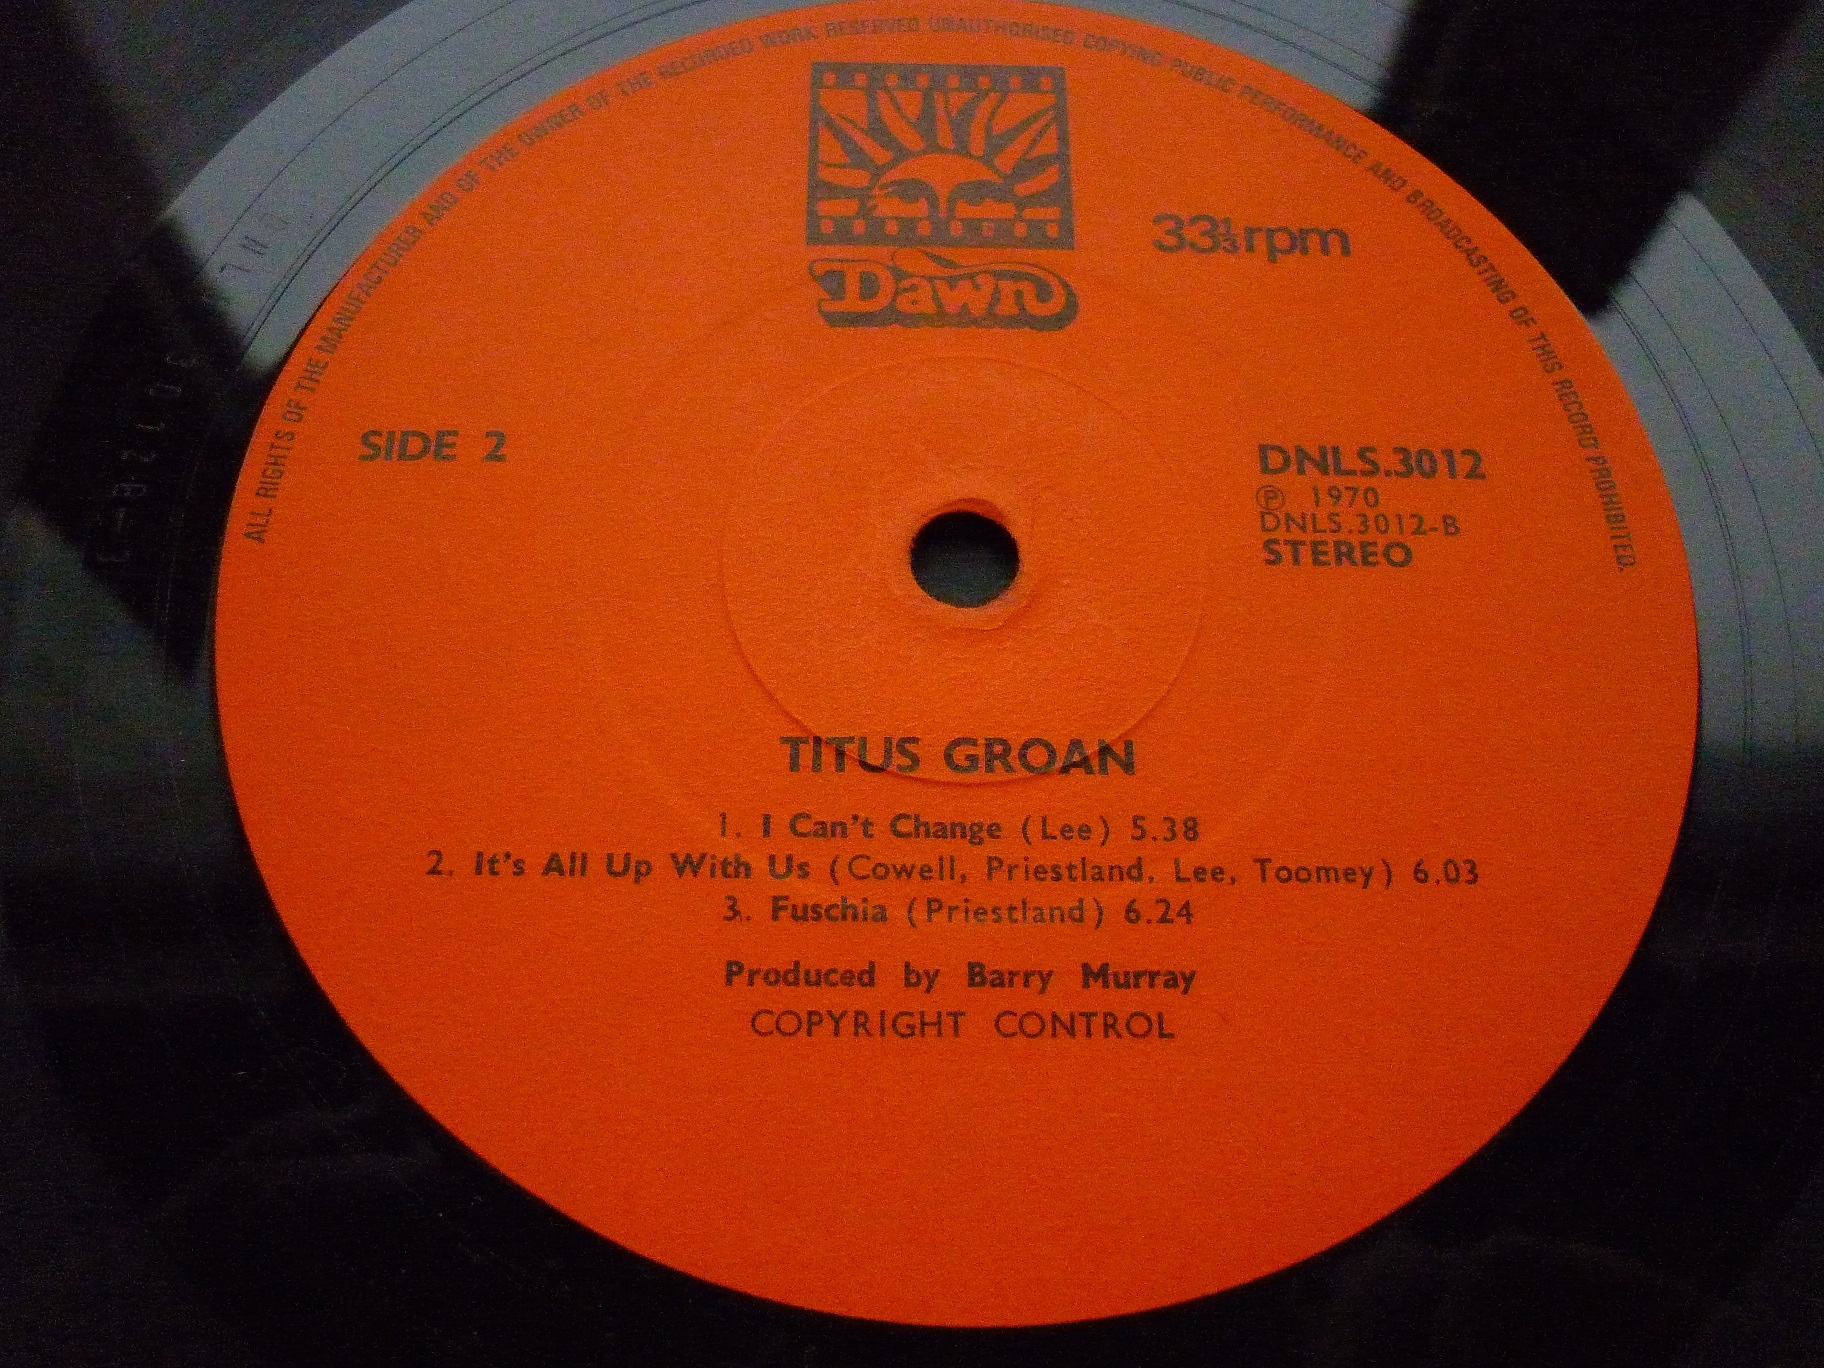 ALL RIGHTS OF THE MANUFACTURER AND OF THE OWNER OF THE RECORDED WORK RESERVED UNAUTHORISED COPYING PUBLIC PERFORMANCE AND BROADCASTING OF THIS RECORD PROHIBITED.
Dawn
33⅓rpm
SIDE 2
DNLS.3012
℗ 1970
DNLS.3012-B
STEREO
TITUS GROAN
1. I Can't Change (Lee) 5.38
2. It's All Up With Us (Cowell, Priestland, Lee, Toomey) 6.03
3. Fuschia (Priestland) 6.24
Produced by Barry Murray
COPYRIGHT CONTROL